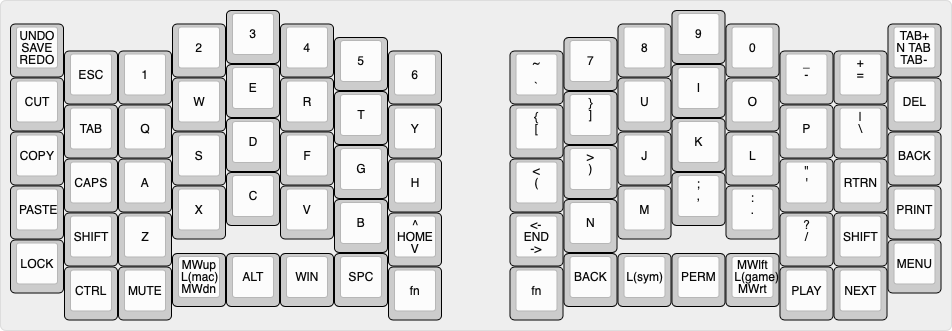 UNDO
SAVE
REDO
ESC
1
2
3
4
5
6
~
`
7
8
9
0
_
-
+
=
TAB+
N TAB
TAB-
CUT
TAB
Q
W
E
R
T
Y
{
[
}
]
U
I
O
P
|
\
DEL
COPY
CAPS
A
S
D
F
G
H
<
(
>
)
J
K
L
"
'
RTRN
BACK
PASTE
SHIFT
Z
X
C
V
B
^
HOME
V
<-
END
->
N
M
;
,
:
.
?
/
SHIFT
PRINT
LOCK
CTRL
MUTE
MWup
L(mac)
MWdn
ALT
WIN
SPC
fn
fn
BACK
L(sym)
PERM
MWlft
L(game)
MWrt
PLAY
NEXT
MENU